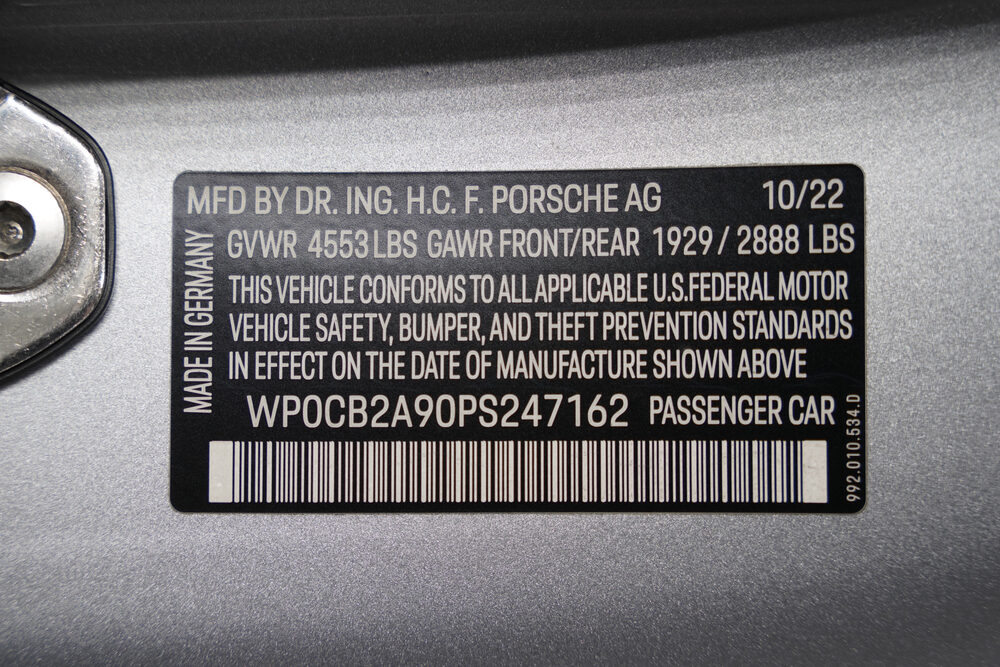 MFD BY DR. ING. H.C. F. PORSCHE AG 10/22
GVWR 4553 LBS GAWR FRONT/REAR 1929 / 2888 LBS
THIS VEHICLE CONFORMS TO ALL APPLICABLE U.S.FEDERAL MOTOR
VEHICLE SAFETY, BUMPER, AND THEFT PREVENTION STANDARDS
IN EFFECT ON THE DATE OF MANUFACTURE SHOWN ABOVE
WP0CB2A90PS247162 PASSENGER CAR
MADE IN GERMANY
992.010.534.D